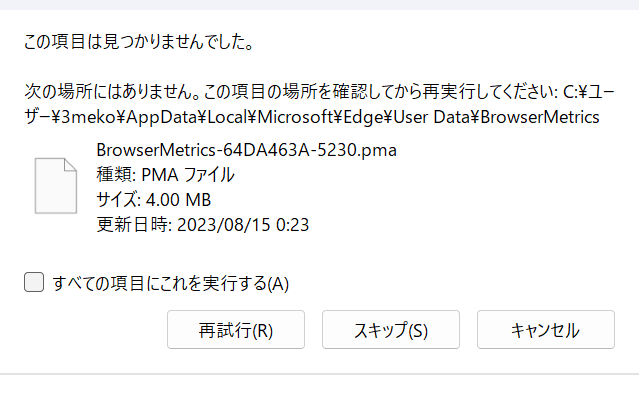 この項目は見つかりませんでした。
次の場所にはありません。この項目の場所を確認してから再実行してください: C:¥ユー
ザー¥3meko¥AppData¥Local¥Microsoft¥Edge¥User Data¥BrowserMetrics
BrowserMetrics-64DA463A-5230.pma
種類: PMA ファイル
サイズ: 4.00 MB
更新日時: 2023/08/15 0:23
すべての項目にこれを実行する(A)
再試行(R)
スキップ(S)
キャンセル